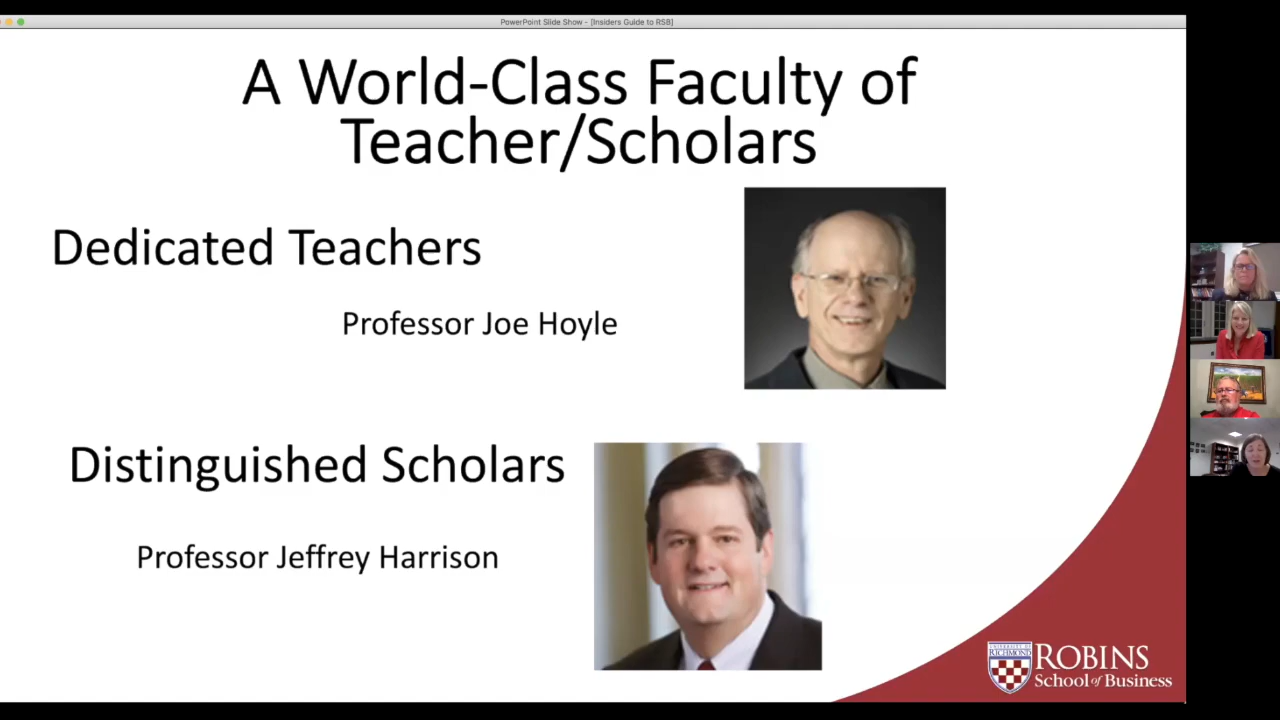 PowerPoint Slide Show - [Insiders Guide to RSB]
A World-Class Faculty of
Teacher/Scholars
Dedicated Teachers
Professor Joe Hoyle
Distinguished Scholars
Professor Jeffrey Harrison
UNIVERSITY OF
RICHMOND
ROBINS
School of Business